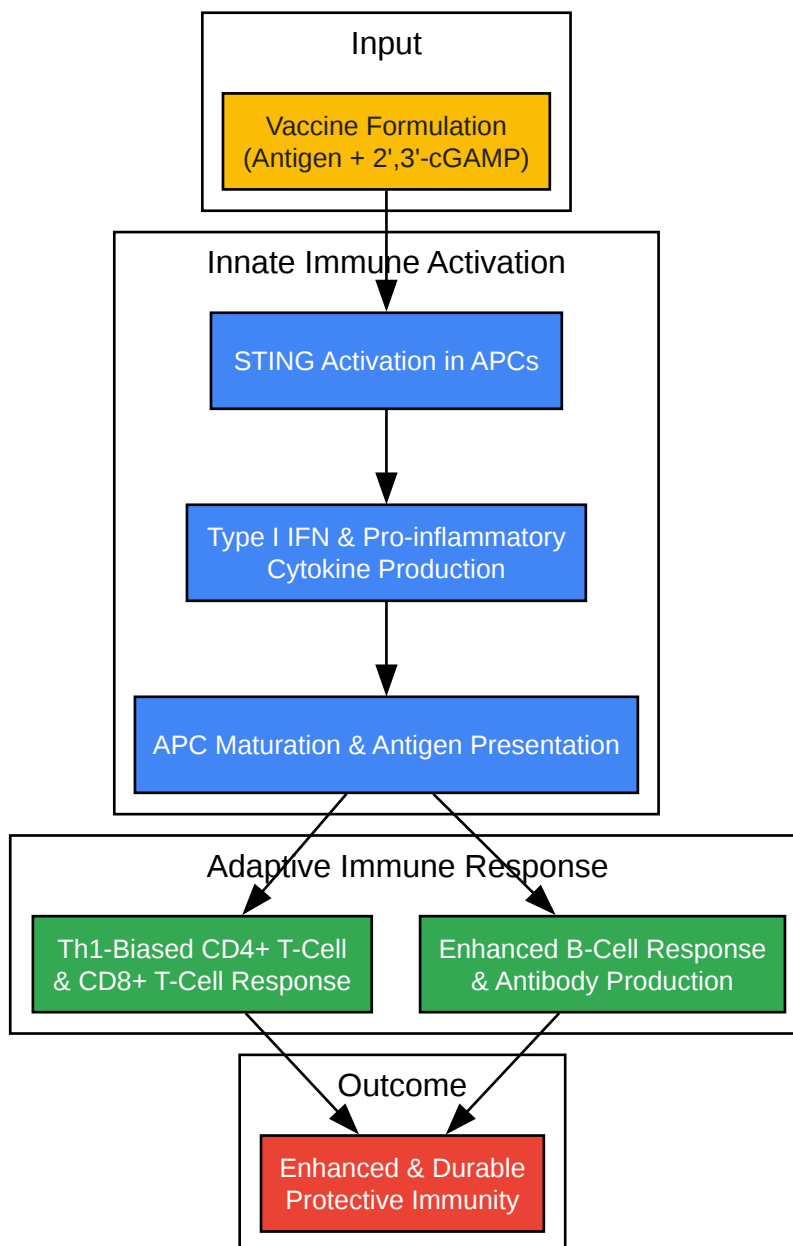 Input
Vaccine Formulation
(Antigen + 2',3'-cGAMP)
Innate Immune Activation
STING Activation in APCs
Type I IFN & Pro-inflammatory
Cytokine Production
APC Maturation & Antigen Presentation
Adaptive Immune Response
Th1-Biased CD4+ T-Cell
& CD8+ T-Cell Response
Enhanced B-Cell Response
& Antibody Production
Outcome
Enhanced & Durable
Protective Immunity